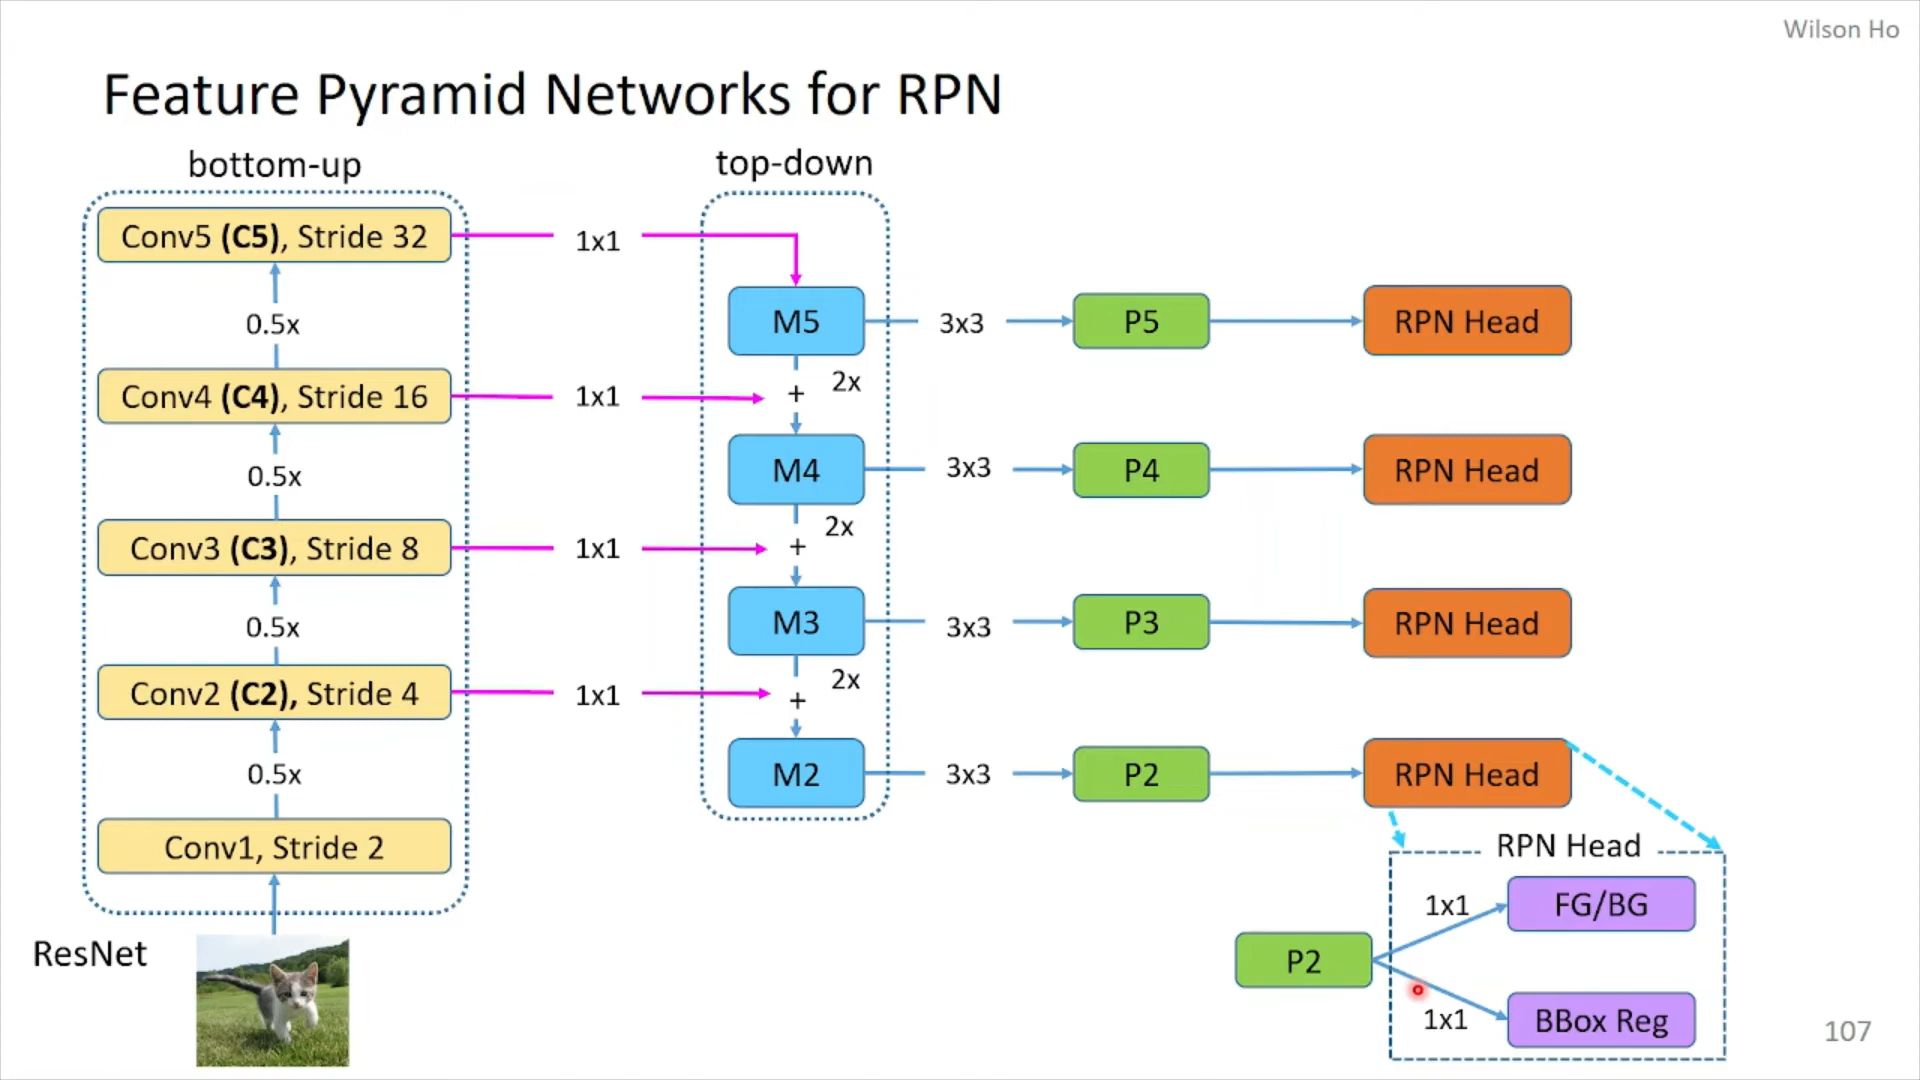 Wilson Ho
Feature Pyramid Networks for RPN
bottom-up
top-down
Conv5 (C5), Stride 32
1x1
0.5x
M5
3x3
P5
RPN Head
2x
Conv4 (C4), Stride 16
1x1
+
0.5x
M4
3x3
P4
RPN Head
2x
Conv3 (C3), Stride 8
1x1
+
0.5x
M3
3x3
P3
RPN Head
2x
Conv2 (C2), Stride 4
1x1
+
0.5x
M2
3x3
P2
RPN Head
Conv1, Stride 2
RPN Head
1x1
FG/BG
ResNet
P2
1x1
BBox Reg
107